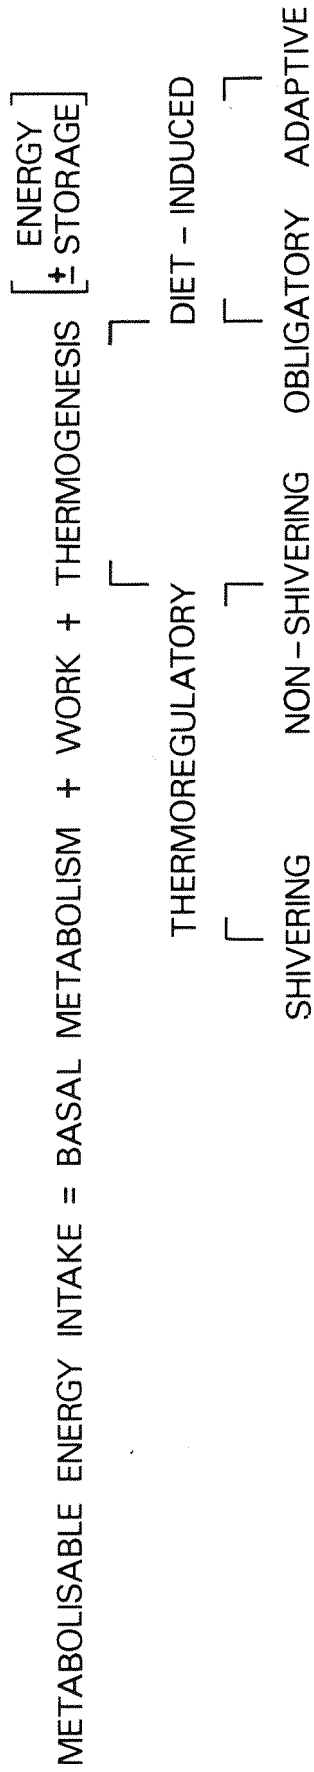 METABOLISABLE ENERGY INTAKE = BASAL METABOLISM + WORK + THERMOGENESIS [± ENERGY STORAGE]
THERMOREGULATORY DIET – INDUCED
SHIVERING NON – SHIVERING OBLIGATORY ADAPTIVE